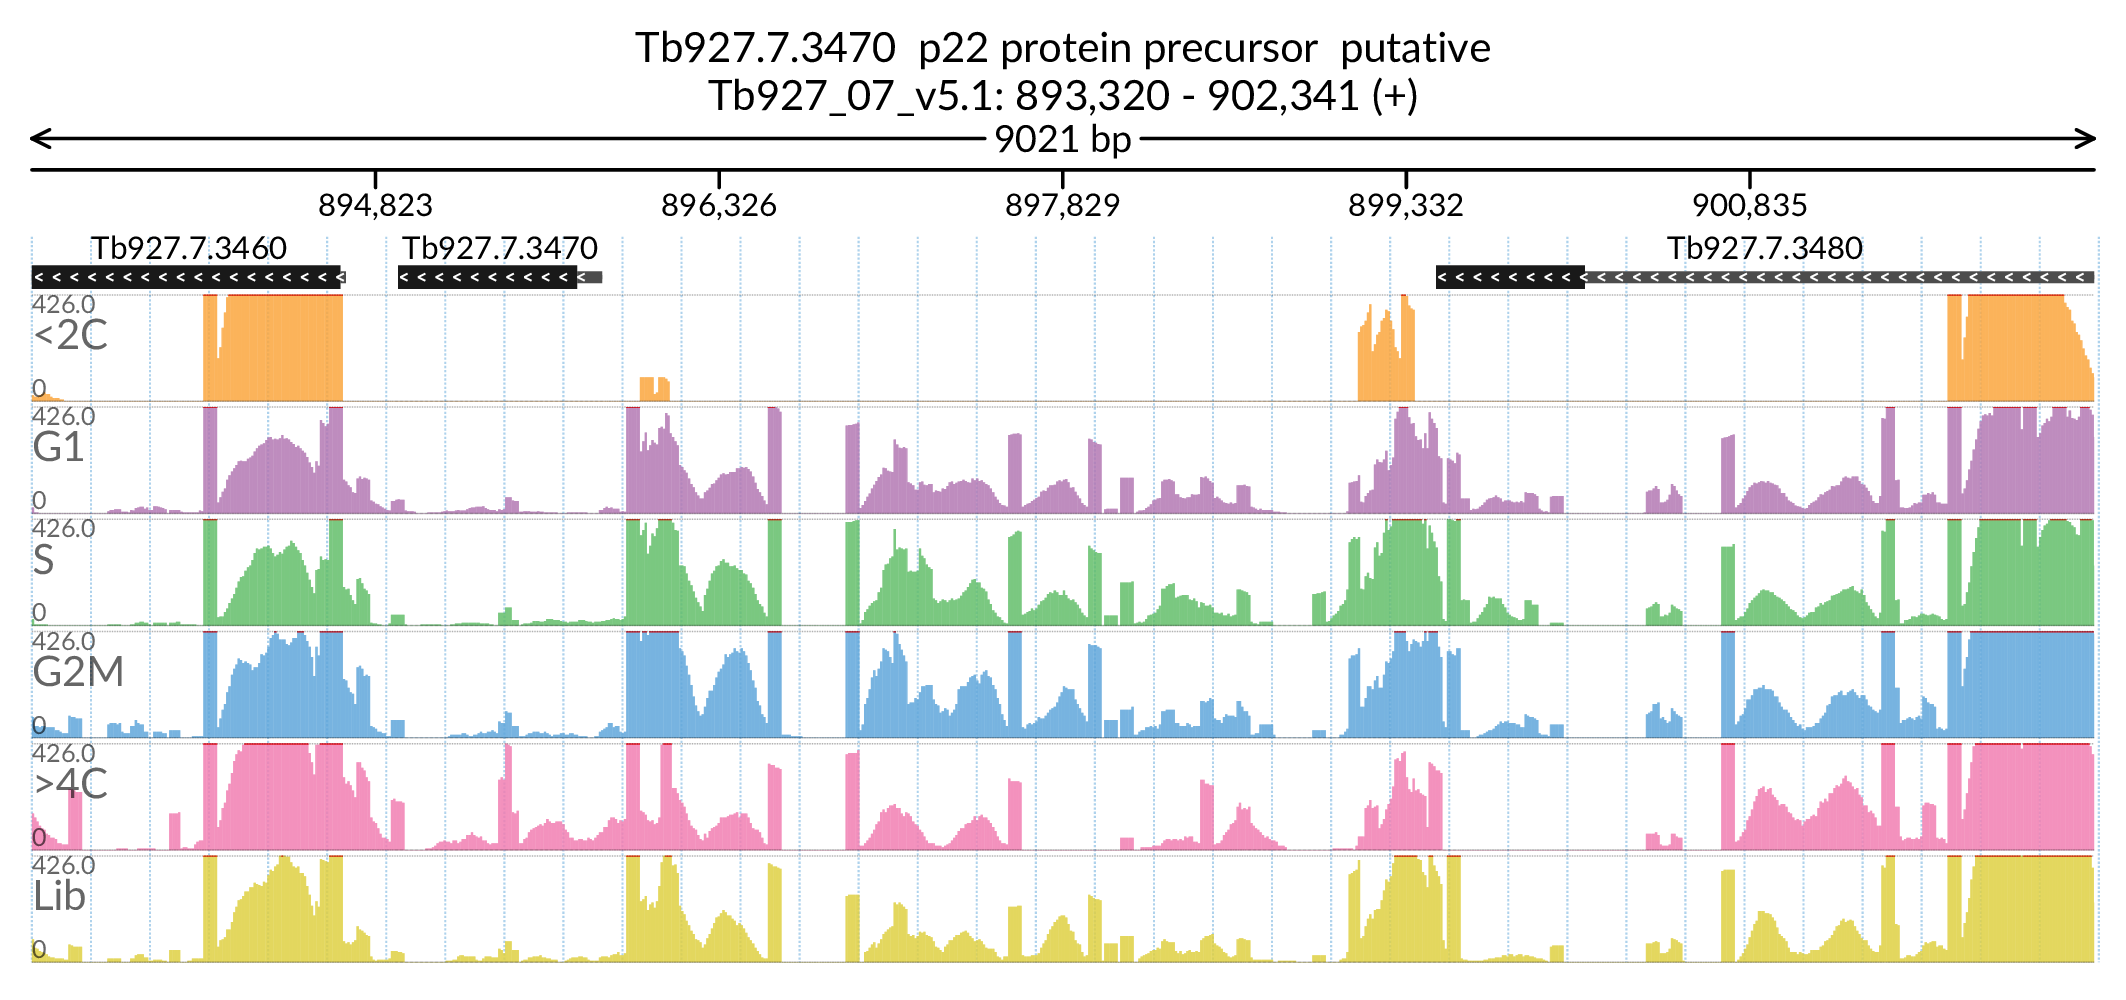 Tb927.7.3470 p22 protein precursor putative
Tb927_07_v5.1: 893,320 - 902,341 (+)
9021 bp
894,823 896,326 897,829 899,332 900,835
Tb927.7.3460 Tb927.7.3470 Tb927.7.3480
426.0
<2C
0
426.0
G1
0
426.0
S
0
426.0
G2M
0
426.0
>4C
0
426.0
Lib
0